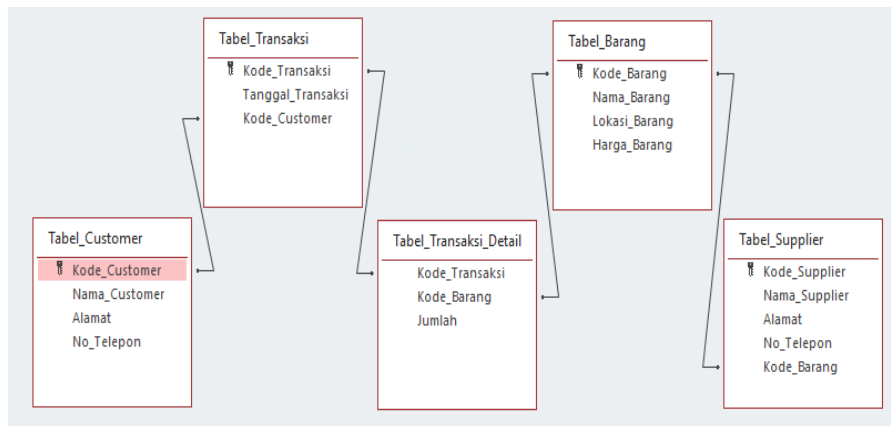 Tabel_Transaksi
Kode_Transaksi
Tanggal_Transaksi
Kode_Customer
Tabel_Barang
Kode_Barang
Nama_Barang
Lokasi_Barang
Harga_Barang
Tabel_Customer
Kode_Customer
Nama_Customer
Alamat
No_Telepon
Tabel_Transaksi_Detail
Kode_Transaksi
Kode_Barang
Jumlah
Tabel_Supplier
Kode_Supplier
Nama_Supplier
Alamat
No_Telepon
Kode_Barang